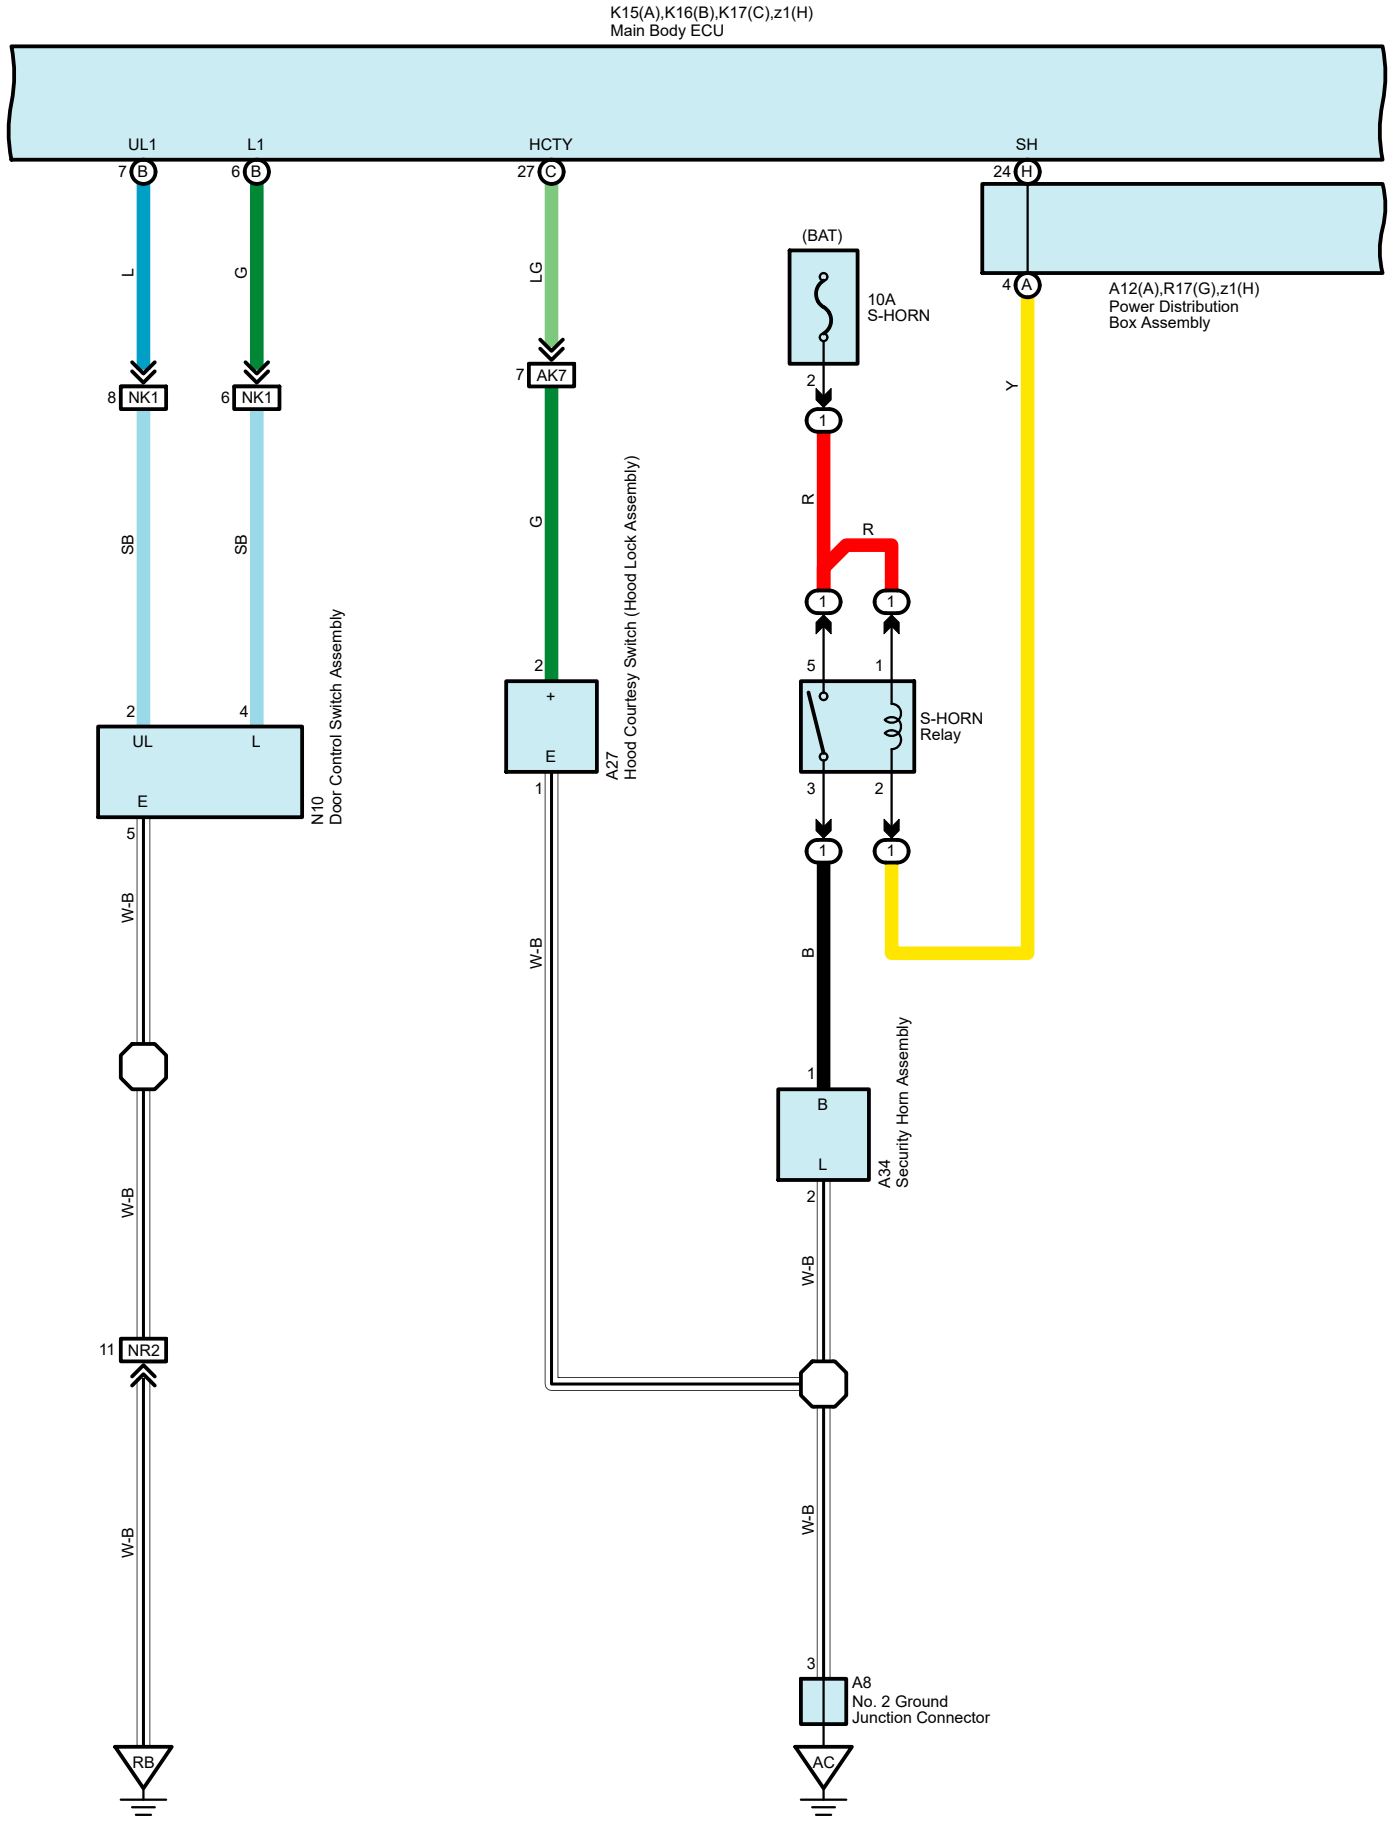 K15(A),K16(B),K17(C),z1(H)
Main Body ECU
UL1
L1
HCTY
SH
7 B
6 B
27 C
24 H
(BAT)
10A
S-HORN
4 A
A12(A),R17(G),z1(H)
Power Distribution
Box Assembly
L
G
LG
Y
8 NK1
6 NK1
7 AK7
2
1
R
R
SB
SB
G
1
1
5
1
S-HORN
Relay
3
2
1
1
2
4
UL
L
E
5
N10
Door Control Switch Assembly
2
+
E
1
A27
Hood Courtesy Switch (Hood Lock Assembly)
W-B
W-B
B
1
B
L
2
A34
Security Horn Assembly
W-B
W-B
11 NR2
W-B
W-B
3
A8
No. 2 Ground
Junction Connector
RB
AC